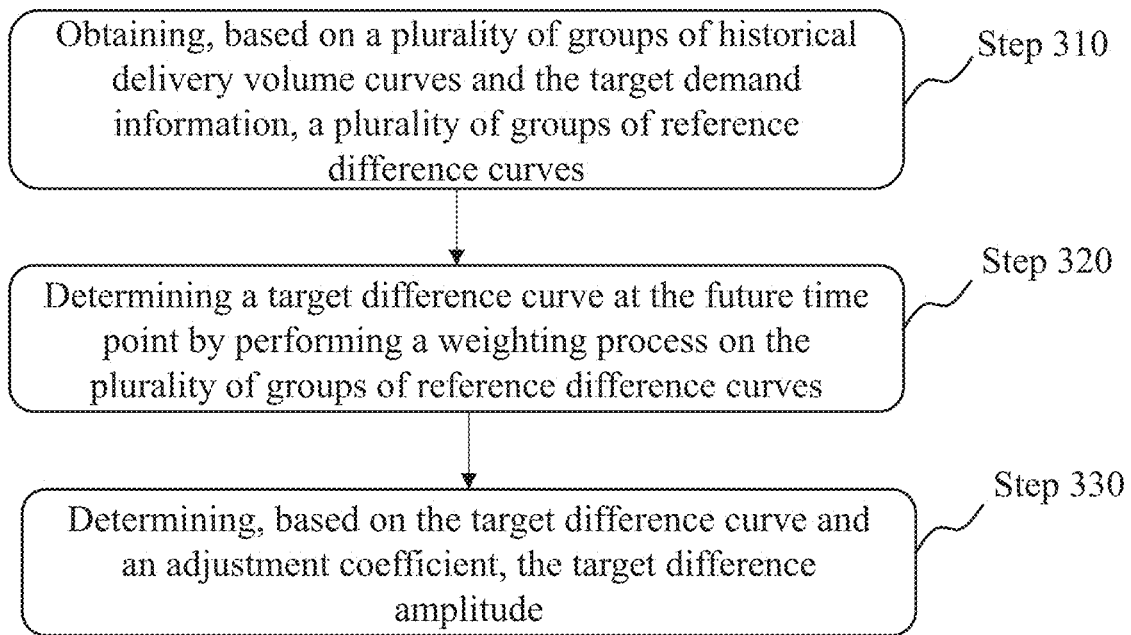 Obtaining, based on a plurality of groups of historical
delivery volume curves and the target demand
information, a plurality of groups of reference
difference curves
Step 310
Determining a target difference curve at the future time
point by performing a weighting process on the
plurality of groups of reference difference curves
Step 320
Determining, based on the target difference curve and
an adjustment coefficient, the target difference
amplitude
Step 330